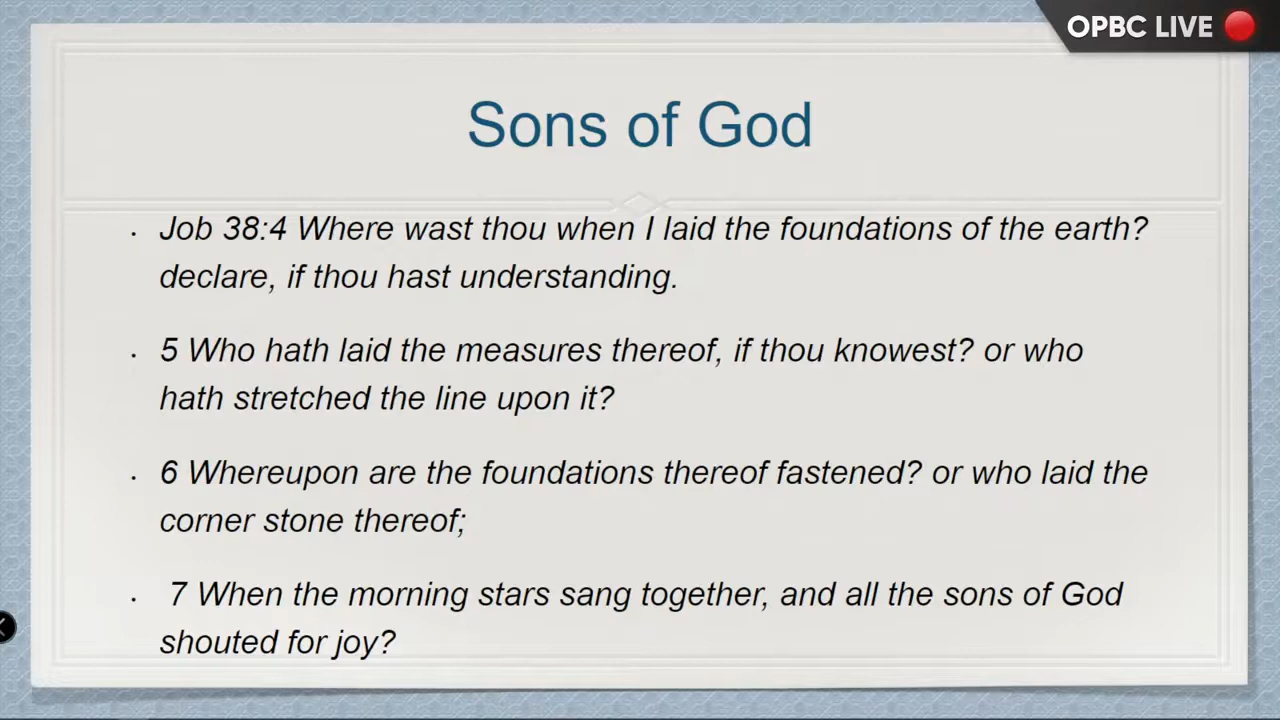 OPBC LIVE
Sons of God
· Job 38:4 Where wast thou when I laid the foundations of the earth?
declare, if thou hast understanding.
· 5 Who hath laid the measures thereof, if thou knowest? or who
hath stretched the line upon it?
· 6 Whereupon are the foundations thereof fastened? or who laid the
corner stone thereof;
· 7 When the morning stars sang together, and all the sons of God
shouted for joy?